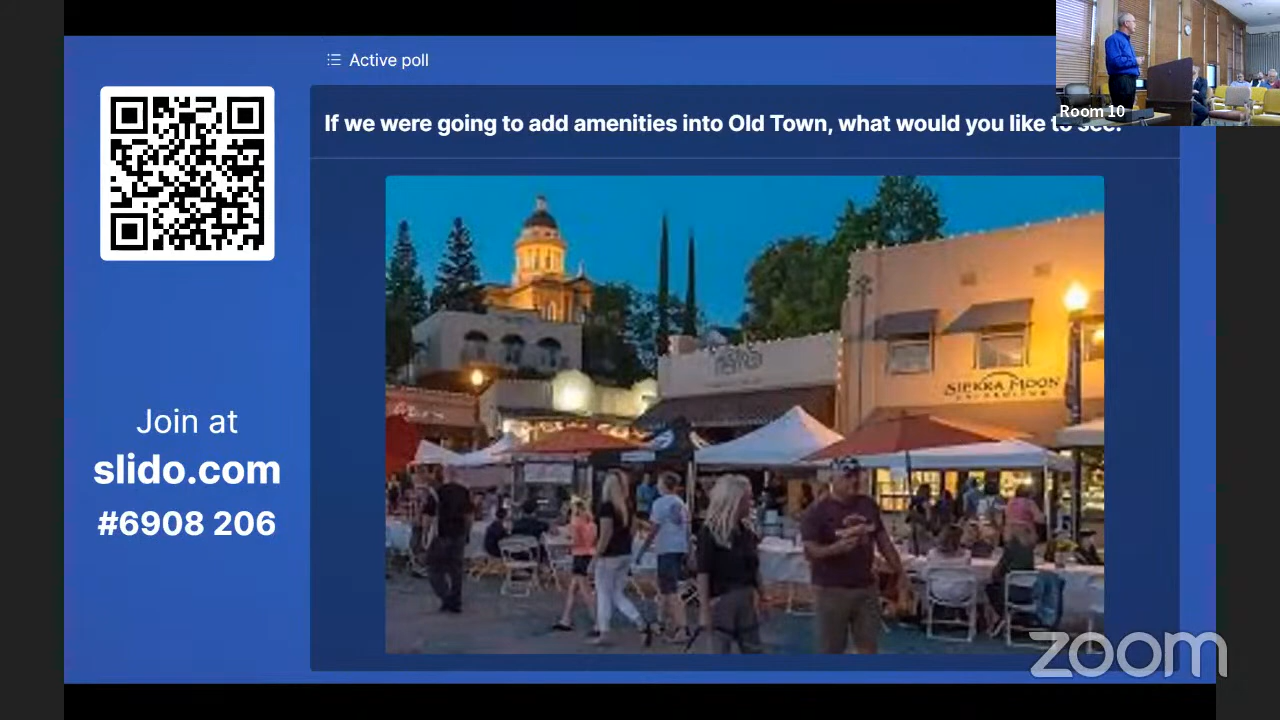 Active poll
Room 10
If we were going to add amenities into Old Town, what would you like to see?
SIERRA MOON
Join at
slido.com
#6908 206
zoom